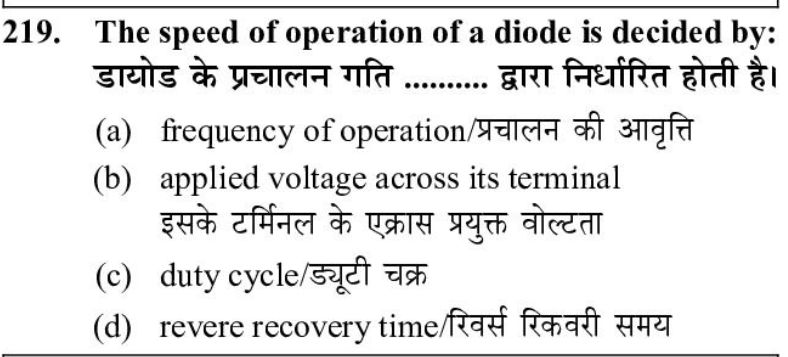 219. The speed of operation of a diode is decided by:
डायोड के प्रचालन गति .......... द्वारा निर्धारित होती है।
(a) frequency of operation/प्रचालन की आवृत्ति
(b) applied voltage across its terminal
इसके टर्मिनल के एक्रास प्रयुक्त वोल्टता
(c) duty cycle/ड्यूटी चक्र
(d) revere recovery time/रिवर्स रिकवरी समय